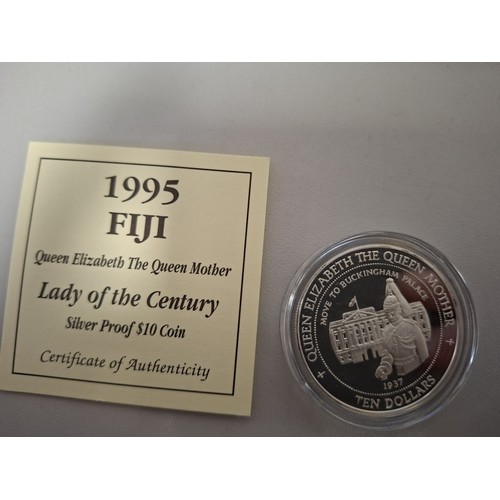 1995
FIJI
Queen Elizabeth The Queen Mother
Lady of the Century
Silver Proof $10 Coin
Certificate of Authenticity
QUEEN ELIZABETH THE QUEEN MOTHER
MOVE TO BUCKINGHAM PALACE
1937
TEN DOLLARS